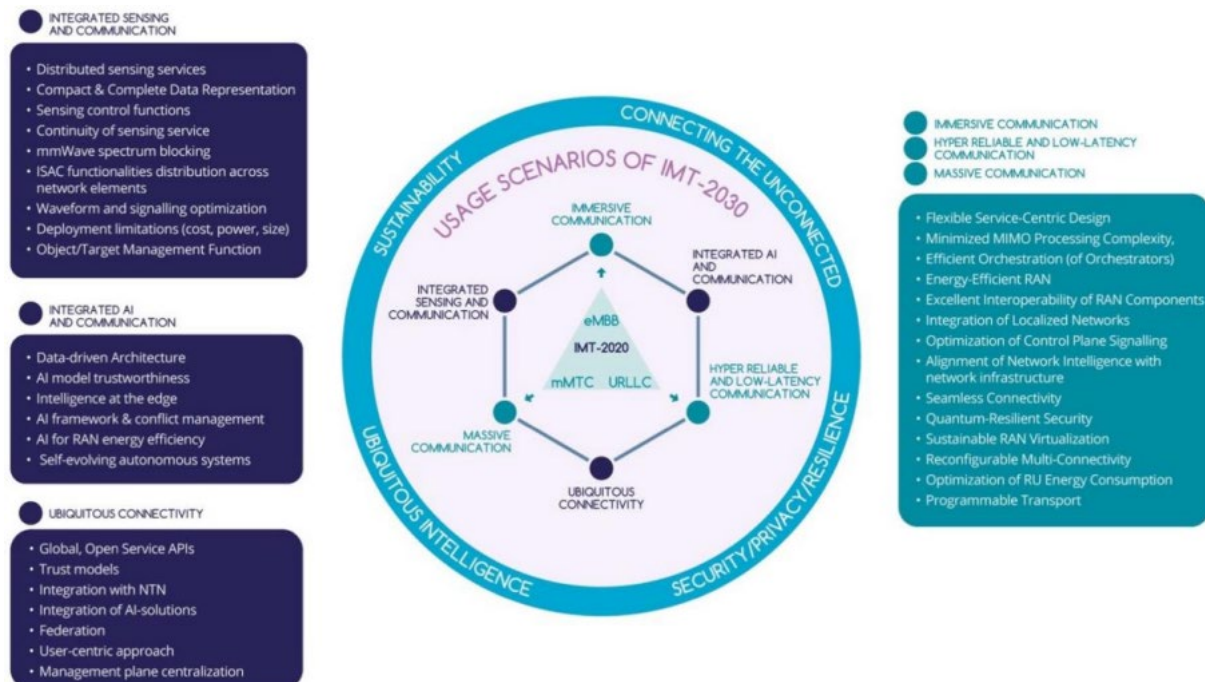 INTEGRATED SENSING
AND COMMUNICATION
• Distributed sensing services
• Compact & Complete Data Representation
• Sensing control functions
• Continuity of sensing service
• mmWave spectrum blocking
• ISAC functionalities distribution across
network elements
• Waveform and signalling optimization
• Deployment limitations (cost, power, size)
• Object/Target Management Function
INTEGRATED AI
AND COMMUNICATION
• Data-driven Architecture
• AI model trustworthiness
• Intelligence at the edge
• AI framework & conflict management
• AI for RAN energy efficiency
• Self-evolving autonomous systems
UBIQUITOUS CONNECTIVITY
• Global, Open Service APIs
• Trust models
• Integration with NTN
• Integration of AI-solutions
• Federation
• User-centric approach
• Management plane centralization
SUSTAINABILITY
CONNECTING THE UNCONNECTED
UBIQUITOUS INTELLIGENCE
SECURITY/PRIVACY/RESILIENCE
USAGE SCENARIOS OF IMT-2030
IMMERSIVE
COMMUNICATION
INTEGRATED AI
AND
COMMUNICATION
INTEGRATED
SENSING AND
COMMUNICATION
eMBB
IMT-2020
mMTC URLLC
HYPER RELIABLE
AND LOW-LATENCY
COMMUNICATION
MASSIVE
COMMUNICATION
UBIQUITOUS
CONNECTIVITY
IMMERSIVE COMMUNICATION
HYPER RELIABLE AND LOW-LATENCY
COMMUNICATION
MASSIVE COMMUNICATION
• Flexible Service-Centric Design
• Minimized MIMO Processing Complexity,
• Efficient Orchestration (of Orchestrators)
• Energy-Efficient RAN
• Excellent Interoperability of RAN Components
• Integration of Localized Networks
• Optimization of Control Plane Signalling
• Alignment of Network Intelligence with
network infrastructure
• Seamless Connectivity
• Quantum-Resilient Security
• Sustainable RAN Virtualization
• Reconfigurable Multi-Connectivity
• Optimization of RU Energy Consumption
• Programmable Transport